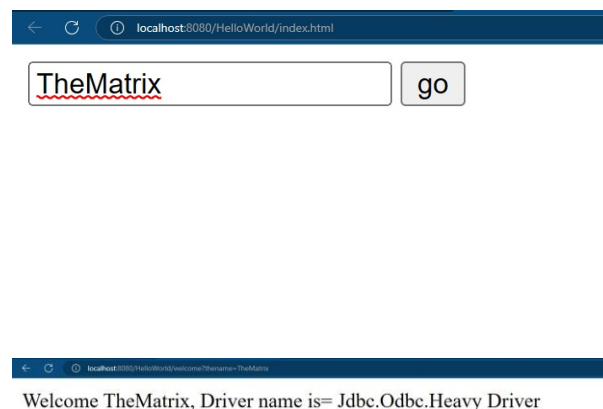 localhost:8080/HelloWorld/index.html
TheMatrix go
localhost:8080/HelloWorld/welcome?thename=TheMatrix
Welcome TheMatrix, Driver name is= Jdbc.Odbc.Heavy Driver